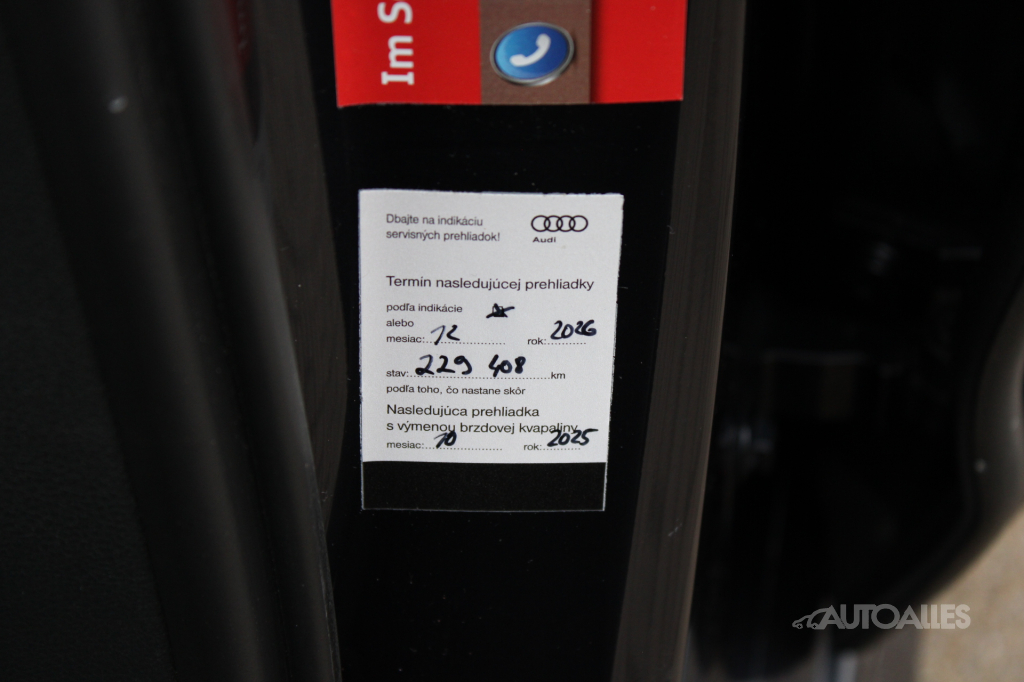 Im S
Dbajte na indikáciu
servisných prehliadok!
Audi
Termín nasledujúcej prehliadky
podľa indikácie
alebo
mesiac: 12 rok: 2026
stav: 229 408 km
podľa toho, čo nastane skôr
Nasledujúca prehliadka
s výmenou brzdovej kvapaliny
mesiac: 10 rok: 2025
AUTOALLES